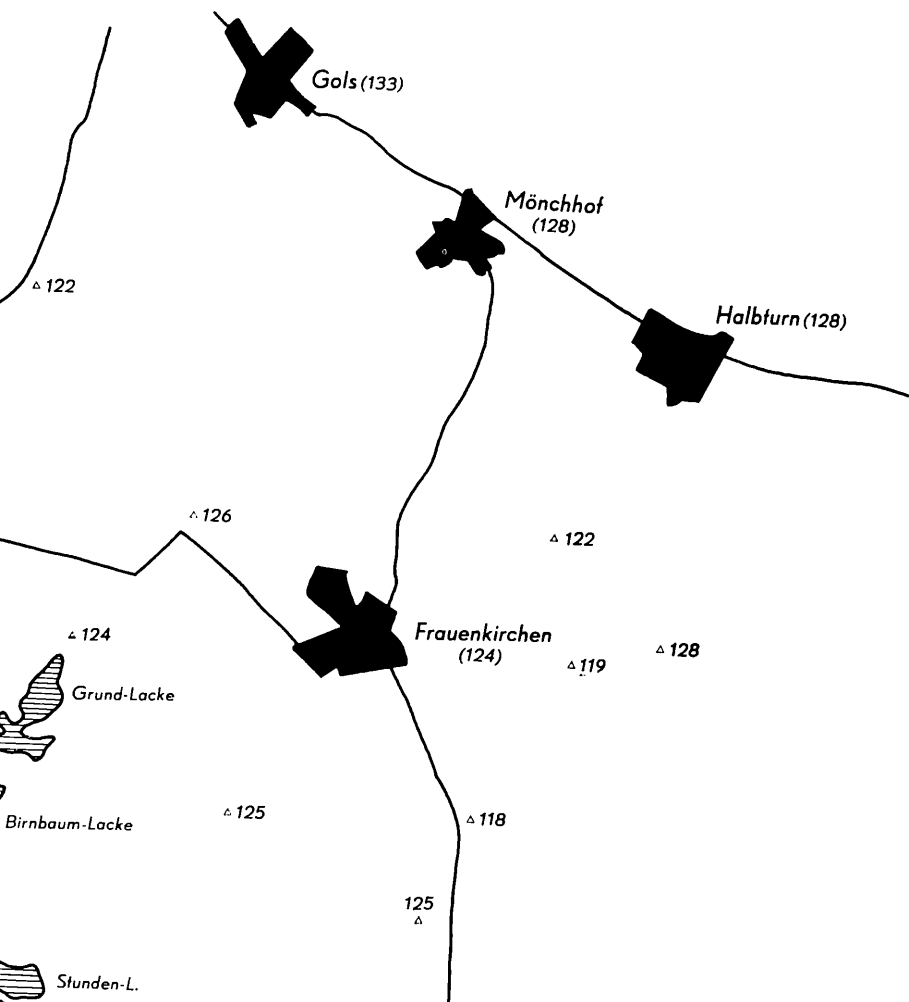 Gols (133)
Mönchhof
(128)
122
Halbturn (128)
126
122
Frauenkirchen
(124)
124
128
119
Grund-Lacke
125
118
Birnbaum-Lacke
125
Stunden-L.